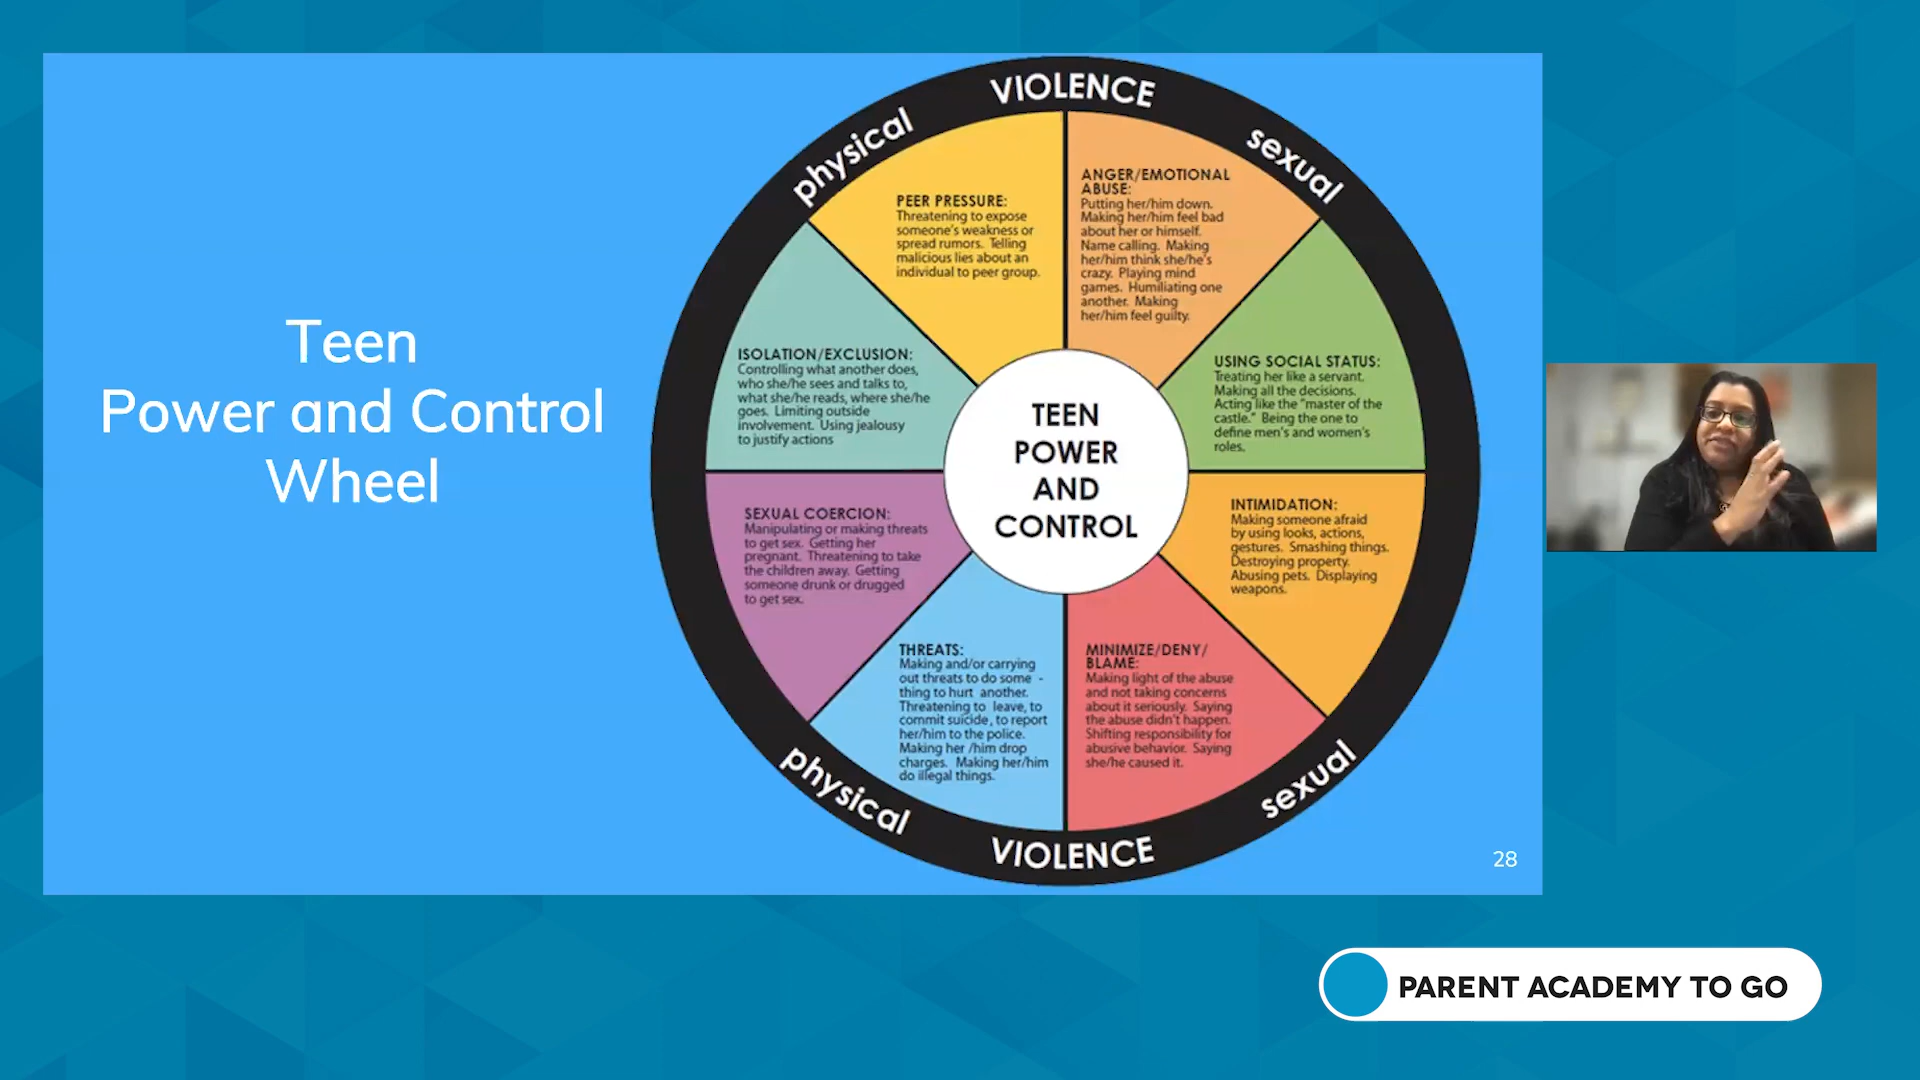 Teen
Power and Control
Wheel
VIOLENCE
physical
sexual
PEER PRESSURE:
Threatening to expose
someone's weakness or
spread rumors. Telling
malicious lies about an
individual to peer group.
ANGER/EMOTIONAL
ABUSE:
Putting her/him down.
Making her/him feel bad
about her or himself.
Name calling. Making
her/him think she/he's
crazy. Playing mind
games. Humiliating one
another. Making
her/him feel guilty.
ISOLATION/EXCLUSION:
Controlling what another does,
who she/he sees and talks to,
what she/he reads, where she/he
goes. Limiting outside
involvement. Using jealousy
to justify actions
USING SOCIAL STATUS:
Treating her like a servant.
Making all the decisions.
Acting like the "master of the
castle." Being the one to
define men's and women's
roles.
TEEN
POWER
AND
CONTROL
SEXUAL COERCION:
Manipulating or making threats
to get sex. Getting her
pregnant. Threatening to take
the children away. Getting
someone drunk or drugged
to get sex.
INTIMIDATION:
Making someone afraid
by using looks, actions,
gestures. Smashing things.
Destroying property.
Abusing pets. Displaying
weapons.
THREATS:
Making and/or carrying
out threats to do some -
thing to hurt another.
Threatening to leave, to
commit suicide, to report
her/him to the police.
Making her /him drop
charges. Making her/him
do illegal things.
MINIMIZE/DENY/
BLAME:
Making light of the abuse
and not taking concerns
about it seriously. Saying
the abuse didn't happen.
Shifting responsibility for
abusive behavior. Saying
she/he caused it.
physical
sexual
VIOLENCE
28
PARENT ACADEMY TO GO